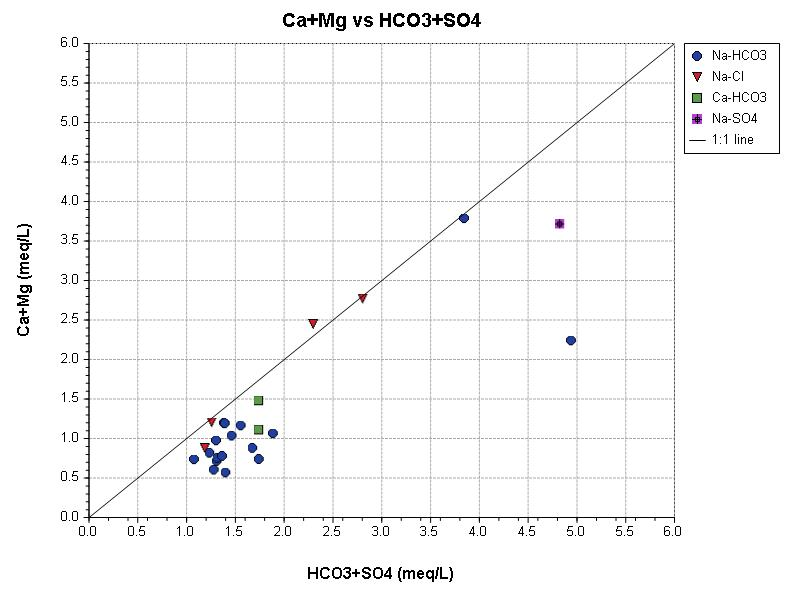 Ca+Mg vs HCO3+SO4
6.0
5.5
5.0
4.5
4.0
3.5
3.0
2.5
2.0
1.5
1.0
0.5
0.0
Ca+Mg (meq/L)
0.0 0.5 1.0 1.5 2.0 2.5 3.0 3.5 4.0 4.5 5.0 5.5 6.0
HCO3+SO4 (meq/L)
Na-HCO3
Na-Cl
Ca-HCO3
Na-SO4
1:1 line